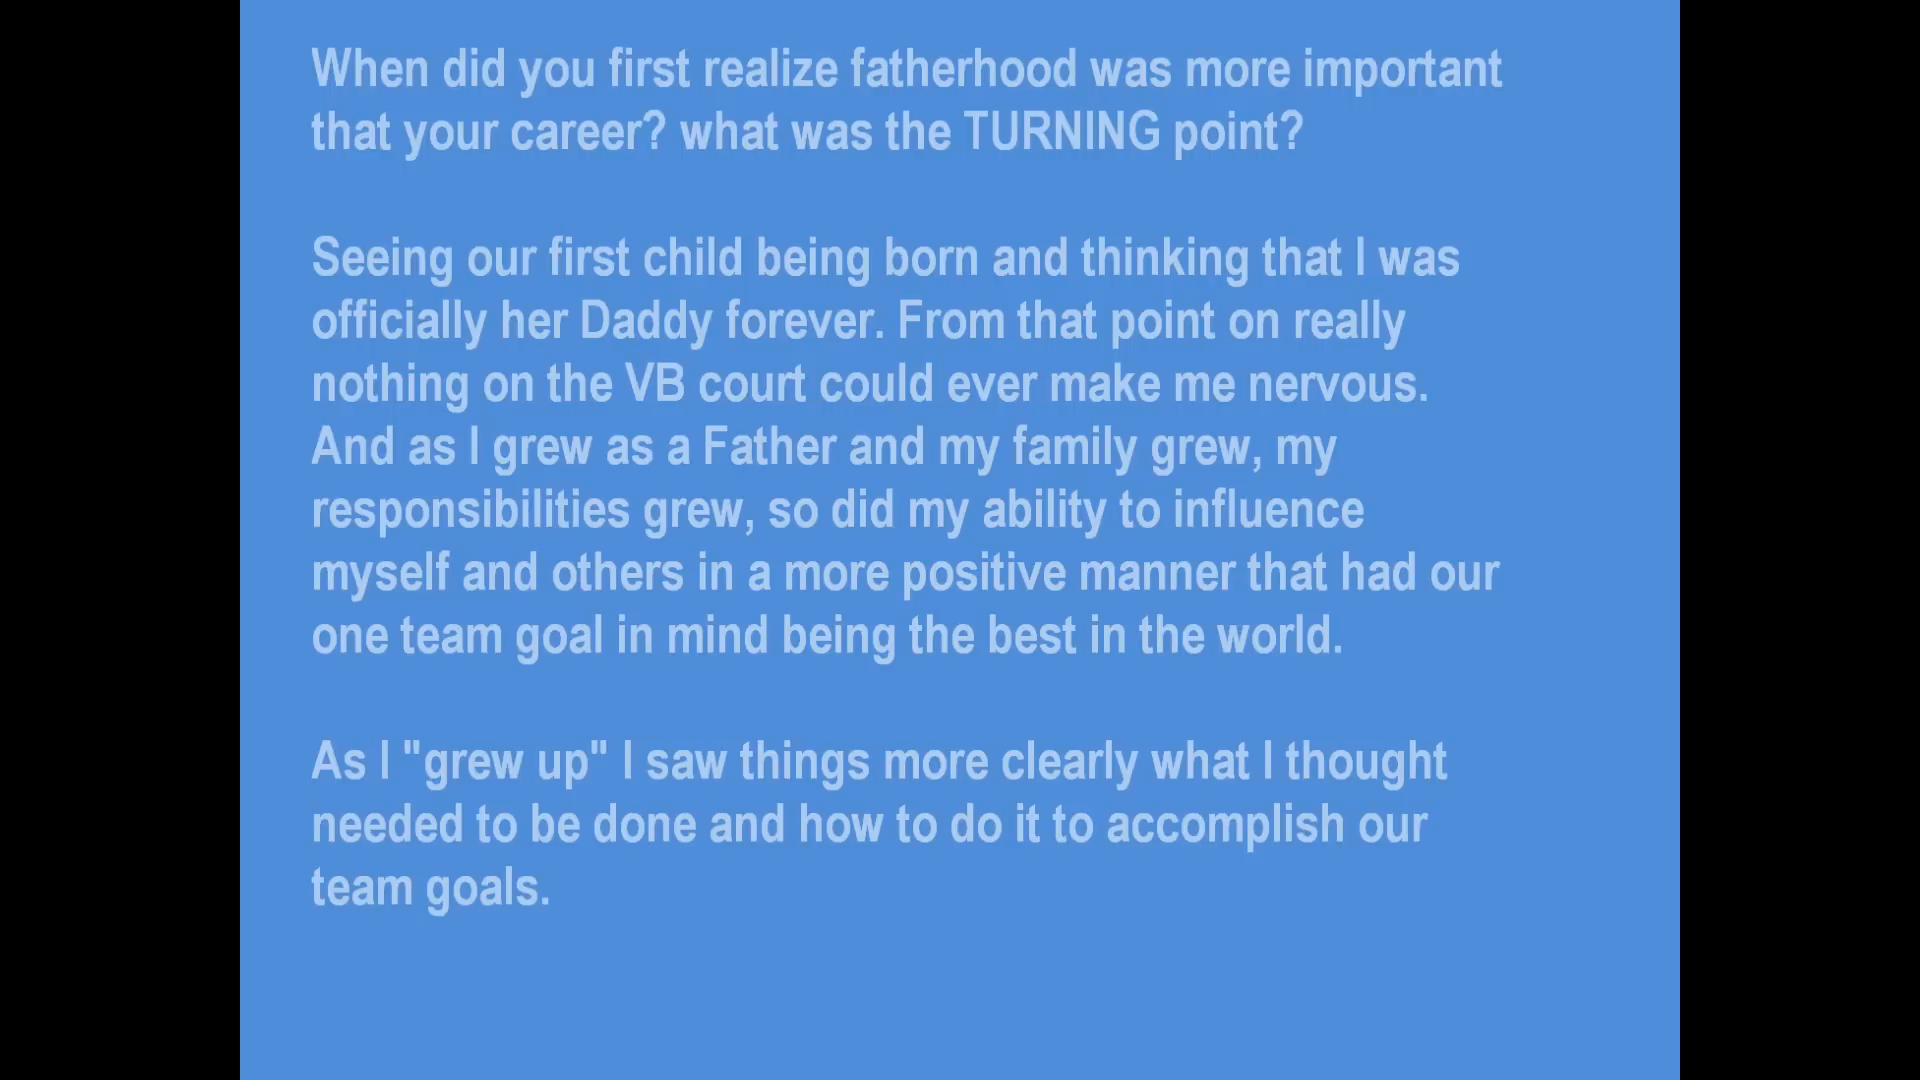 When did you first realize fatherhood was more important
that your career? what was the TURNING point?
Seeing our first child being born and thinking that I was
officially her Daddy forever. From that point on really
nothing on the VB court could ever make me nervous.
And as I grew as a Father and my family grew, my
responsibilities grew, so did my ability to influence
myself and others in a more positive manner that had our
one team goal in mind being the best in the world.
As I "grew up" I saw things more clearly what I thought
needed to be done and how to do it to accomplish our
team goals.